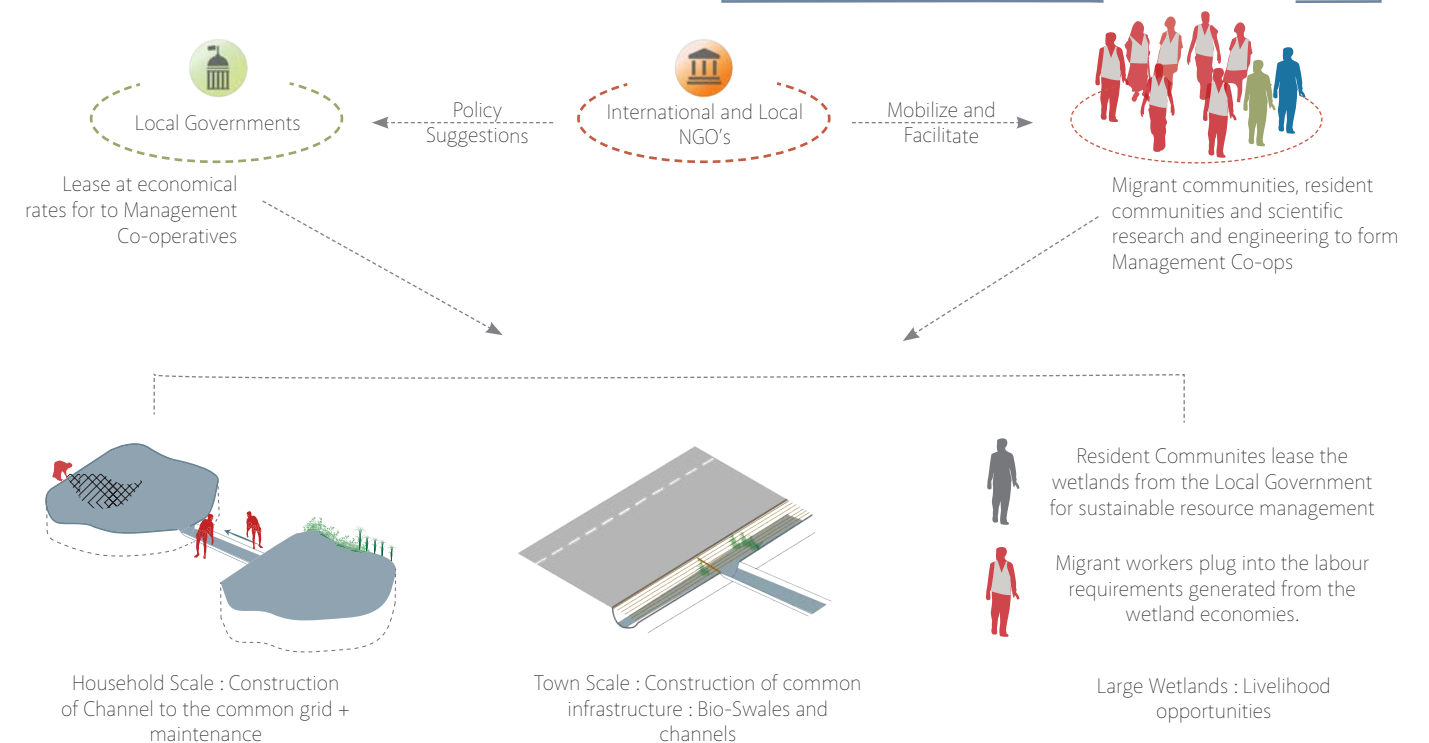 Local Governments
Policy
Suggestions
International and Local
NGO's
Mobilize and
Facilitate
Lease at economical
rates for to Management
Co-operatives
Migrant communities, resident
communities and scientific
research and engineering to form
Management Co-ops
Resident Communites lease the
wetlands from the Local Government
for sustainable resource management
Migrant workers plug into the labour
requirements generated from the
wetland economies.
Household Scale : Construction
of Channel to the common grid +
maintenance
Town Scale : Construction of common
infrastructure : Bio-Swales and
channels
Large Wetlands : Livelihood
opportunities